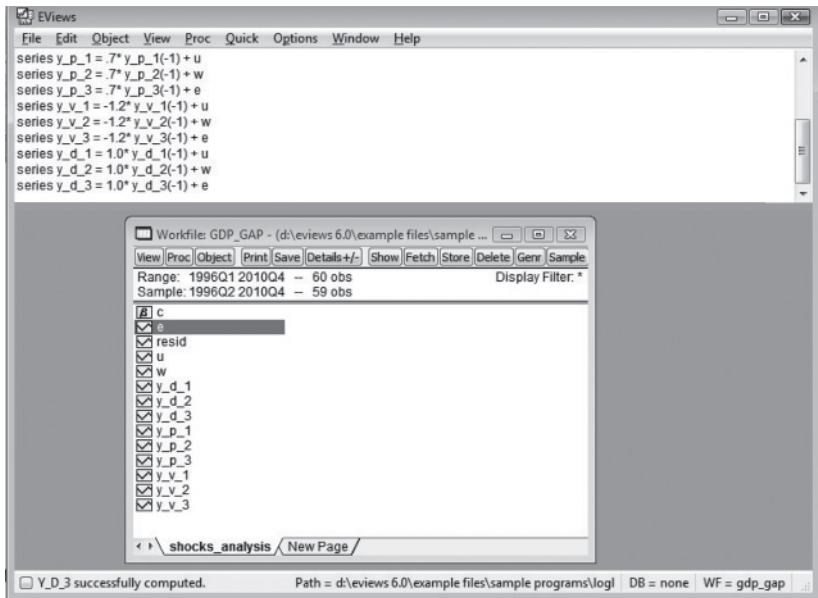 EViews
File Edit Object View Proc Quick Options Window Help
series y_p_1 = .7* y_p_1(-1) + u
series y_p_2 = .7* y_p_2(-1) + w
series y_p_3 = .7* y_p_3(-1) + e
series y_v_1 = -1.2* y_v_1(-1) + u
series y_v_2 = -1.2* y_v_2(-1) + w
series y_v_3 = -1.2* y_v_3(-1) + e
series y_d_1 = 1.0* y_d_1(-1) + u
series y_d_2 = 1.0* y_d_2(-1) + w
series y_d_3 = 1.0* y_d_3(-1) + e
Workfile: GDP_GAP - (d:\eviews 6.0\example files\sample ...
View Proc Object Print Save Details+/- Show Fetch Store Delete Genr Sample
Range: 1996Q1 2010Q4 -- 60 obs Display Filter: *
Sample: 1996Q2 2010Q4 -- 59 obs
β c
e
resid
u
w
y_d_1
y_d_2
y_d_3
y_p_1
y_p_2
y_p_3
y_v_1
y_v_2
y_v_3
shocks_analysis New Page
Y_D_3 successfully computed. Path = d:\eviews 6.0\example files\sample programs\logl DB = none WF = gdp_gap